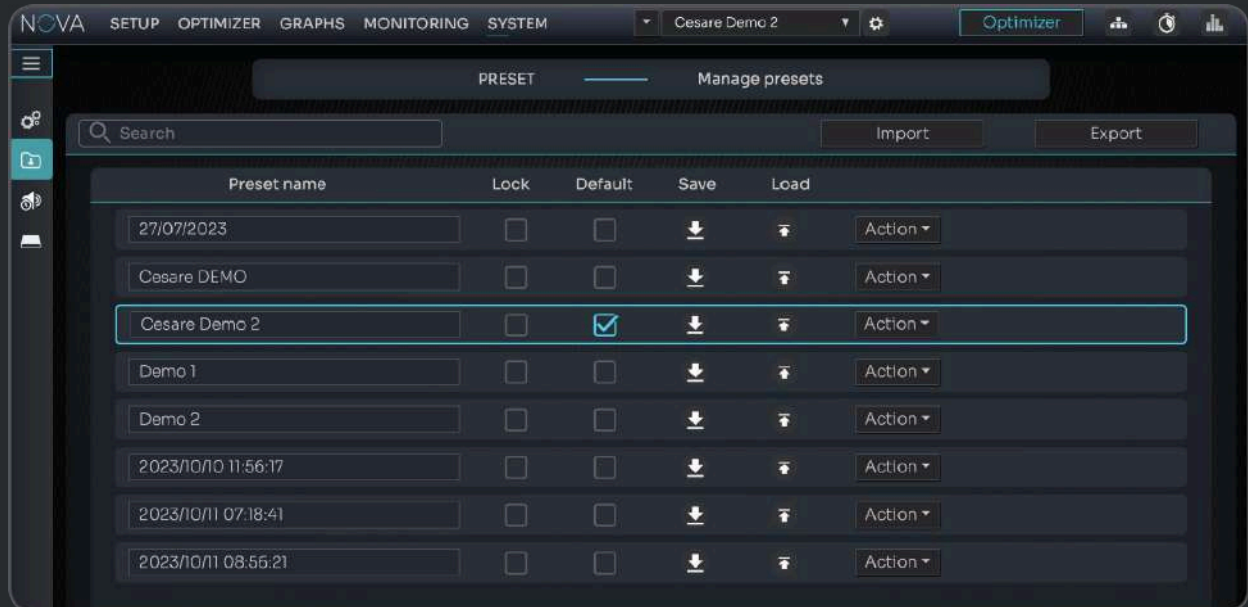 NOVA SETUP OPTIMIZER GRAPHS MONITORING SYSTEM Cesare Demo 2 Optimizer
PRESET Manage presets
Search Import Export
Preset name Lock Default Save Load
27/07/2023 Action
Cesare DEMO Action
Cesare Demo 2 Action
Demo 1 Action
Demo 2 Action
2023/10/10 11:56:17 Action
2023/10/11 07:18:41 Action
2023/10/11 08:56:21 Action